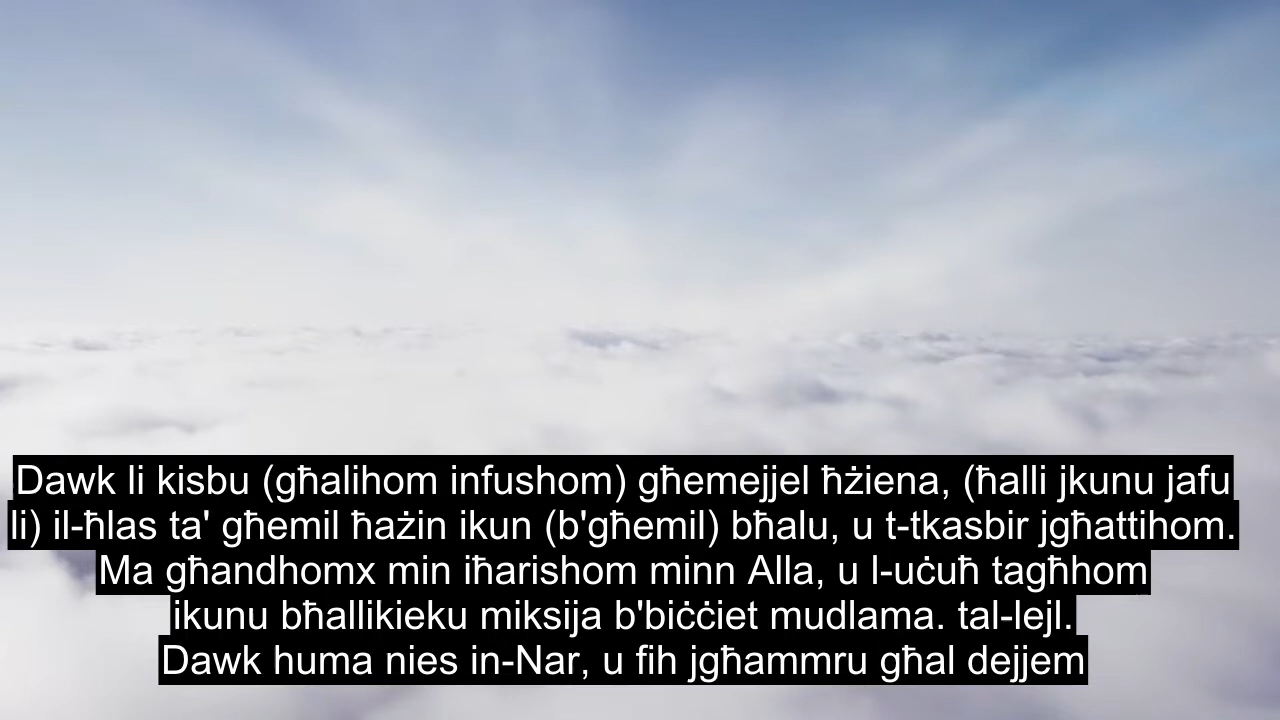 Dawk li kisbu (għalihom infushom) għemejjel ħżiena, (ħalli jkunu jafu
li) il-ħlas ta' għemil ħażin ikun (b'għemil) bħalu, u t-tkasbir jgħattihom.
Ma għandhomx min iħarishom minn Alla, u l-uċuħ tagħhom
ikunu bħallikieku miksija b'biċċiet mudlama. tal-lejl.
Dawk huma nies in-Nar, u fih jgħammru għal dejjem